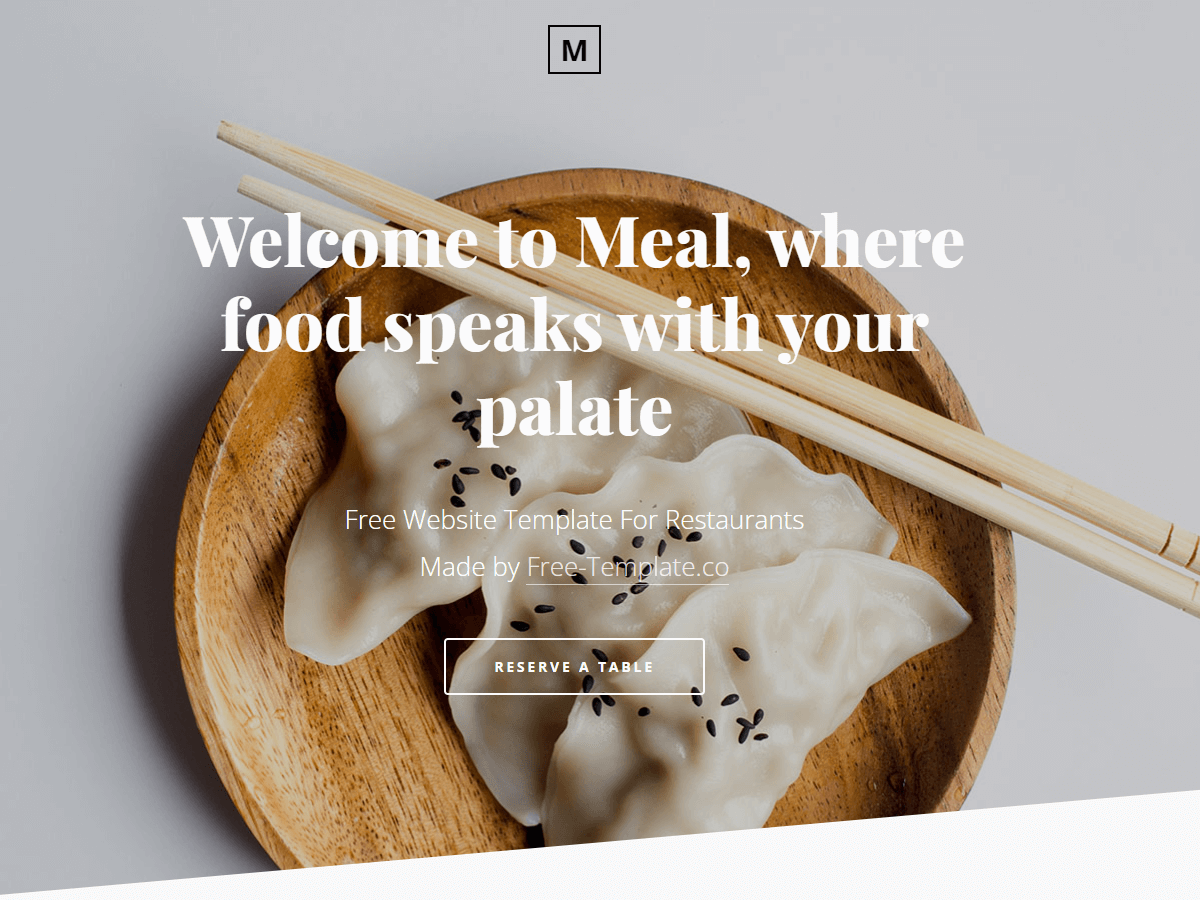 M
Welcome to Meal, where
food speaks with your
palate
Free Website Template For Restaurants
Made by Free-Template.co
RESERVE A TABLE